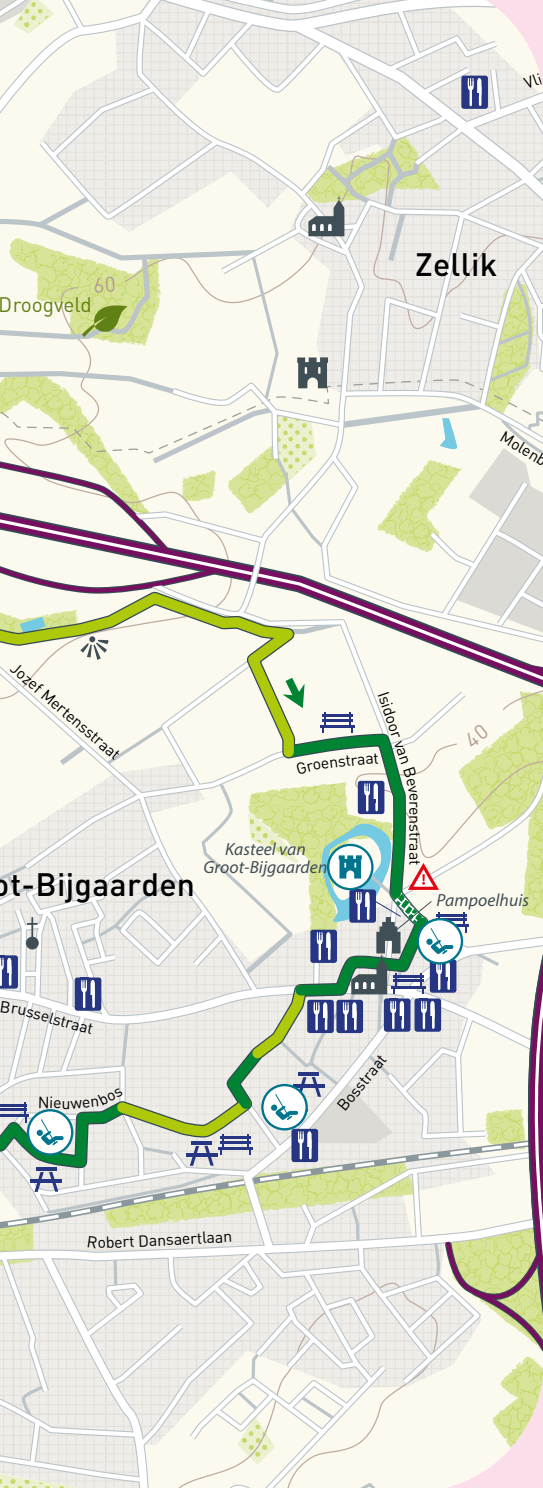 Vli
Zellik
60
Droogveld
Molenb
Jozef Mertensstraat
Isidoor van Beverenstraat
40
Groenstraat
Kasteel van
Groot-Bijgaarden
ot-Bijgaarden
Pampoelhuis
Brusselstraat
Bosstraat
Nieuwenbos
Robert Dansaertlaan